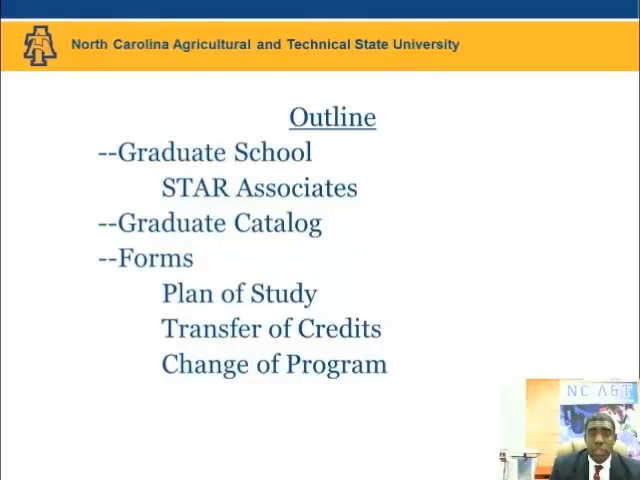 North Carolina Agricultural and Technical State University
Outline
--Graduate School
STAR Associates
--Graduate Catalog
--Forms
Plan of Study
Transfer of Credits
Change of Program
NC A&T